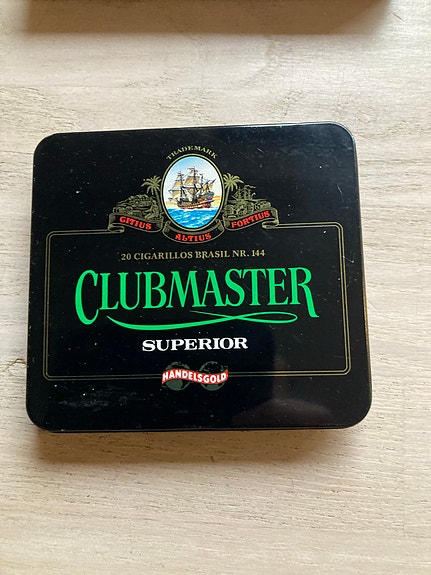 TRADEMARK
CITIUS ALTIUS FORTIUS
20 CIGARILLOS BRASIL NR. 144
CLUBMASTER
SUPERIOR
HANDELSGOLD